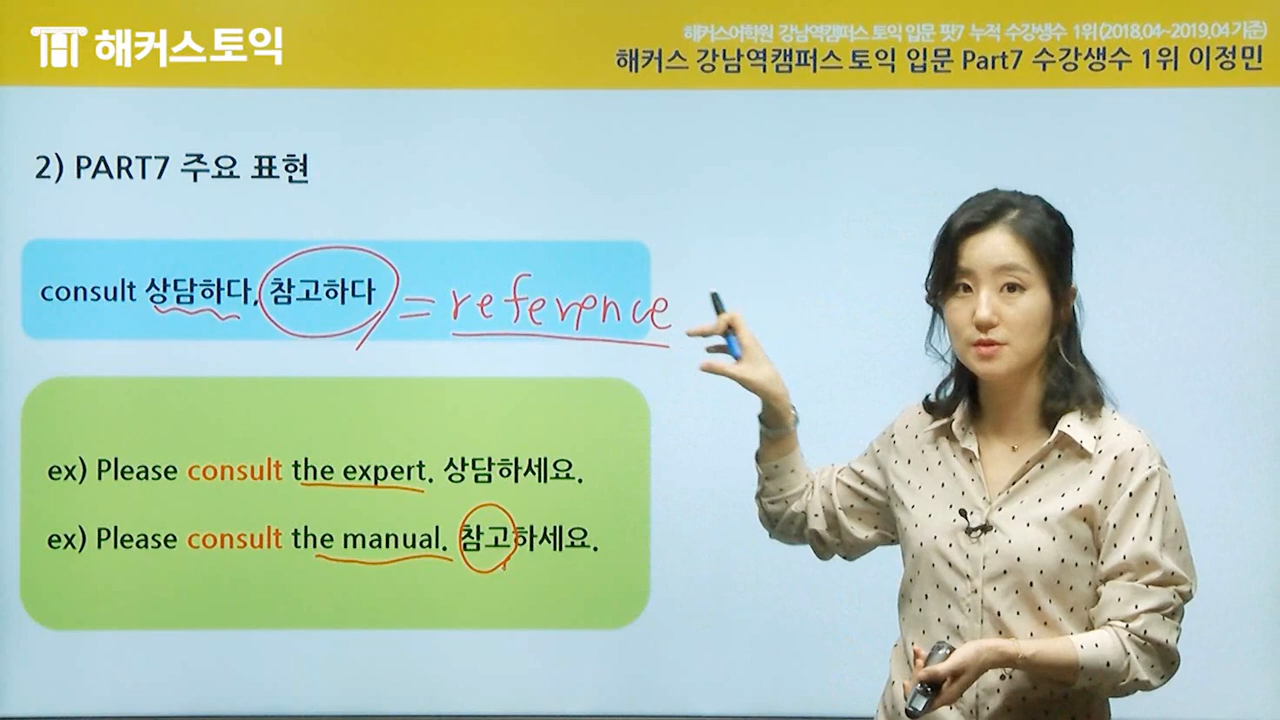 해커스토익
해커스어학원 강남역캠퍼스 토익 입문 팟7 누적 수강생수 1위(2018.04~2019.04 기준)
해커스 강남역캠퍼스 토익 입문 Part7 수강생수 1위 이정민
2) PART7 주요 표현
consult 상담하다, 참고하다 = reference
ex) Please consult the expert. 상담하세요.
ex) Please consult the manual. 참고하세요.